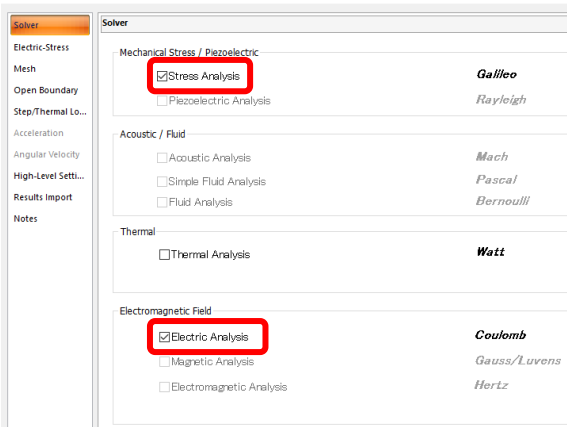 Solver
Electric-Stress
Mesh
Open Boundary
Step/Thermal Lo...
Acceleration
Angular Velocity
High-Level Setti...
Results Import
Notes
Solver
Mechanical Stress / Piezoelectric
Stress Analysis Galileo
Piezoelectric Analysis Rayleigh
Acoustic / Fluid
Acoustic Analysis Mach
Simple Fluid Analysis Pascal
Fluid Analysis Bernoulli
Thermal
Thermal Analysis Watt
Electromagnetic Field
Electric Analysis Coulomb
Magnetic Analysis Gauss/Luvens
Electromagnetic Analysis Hertz